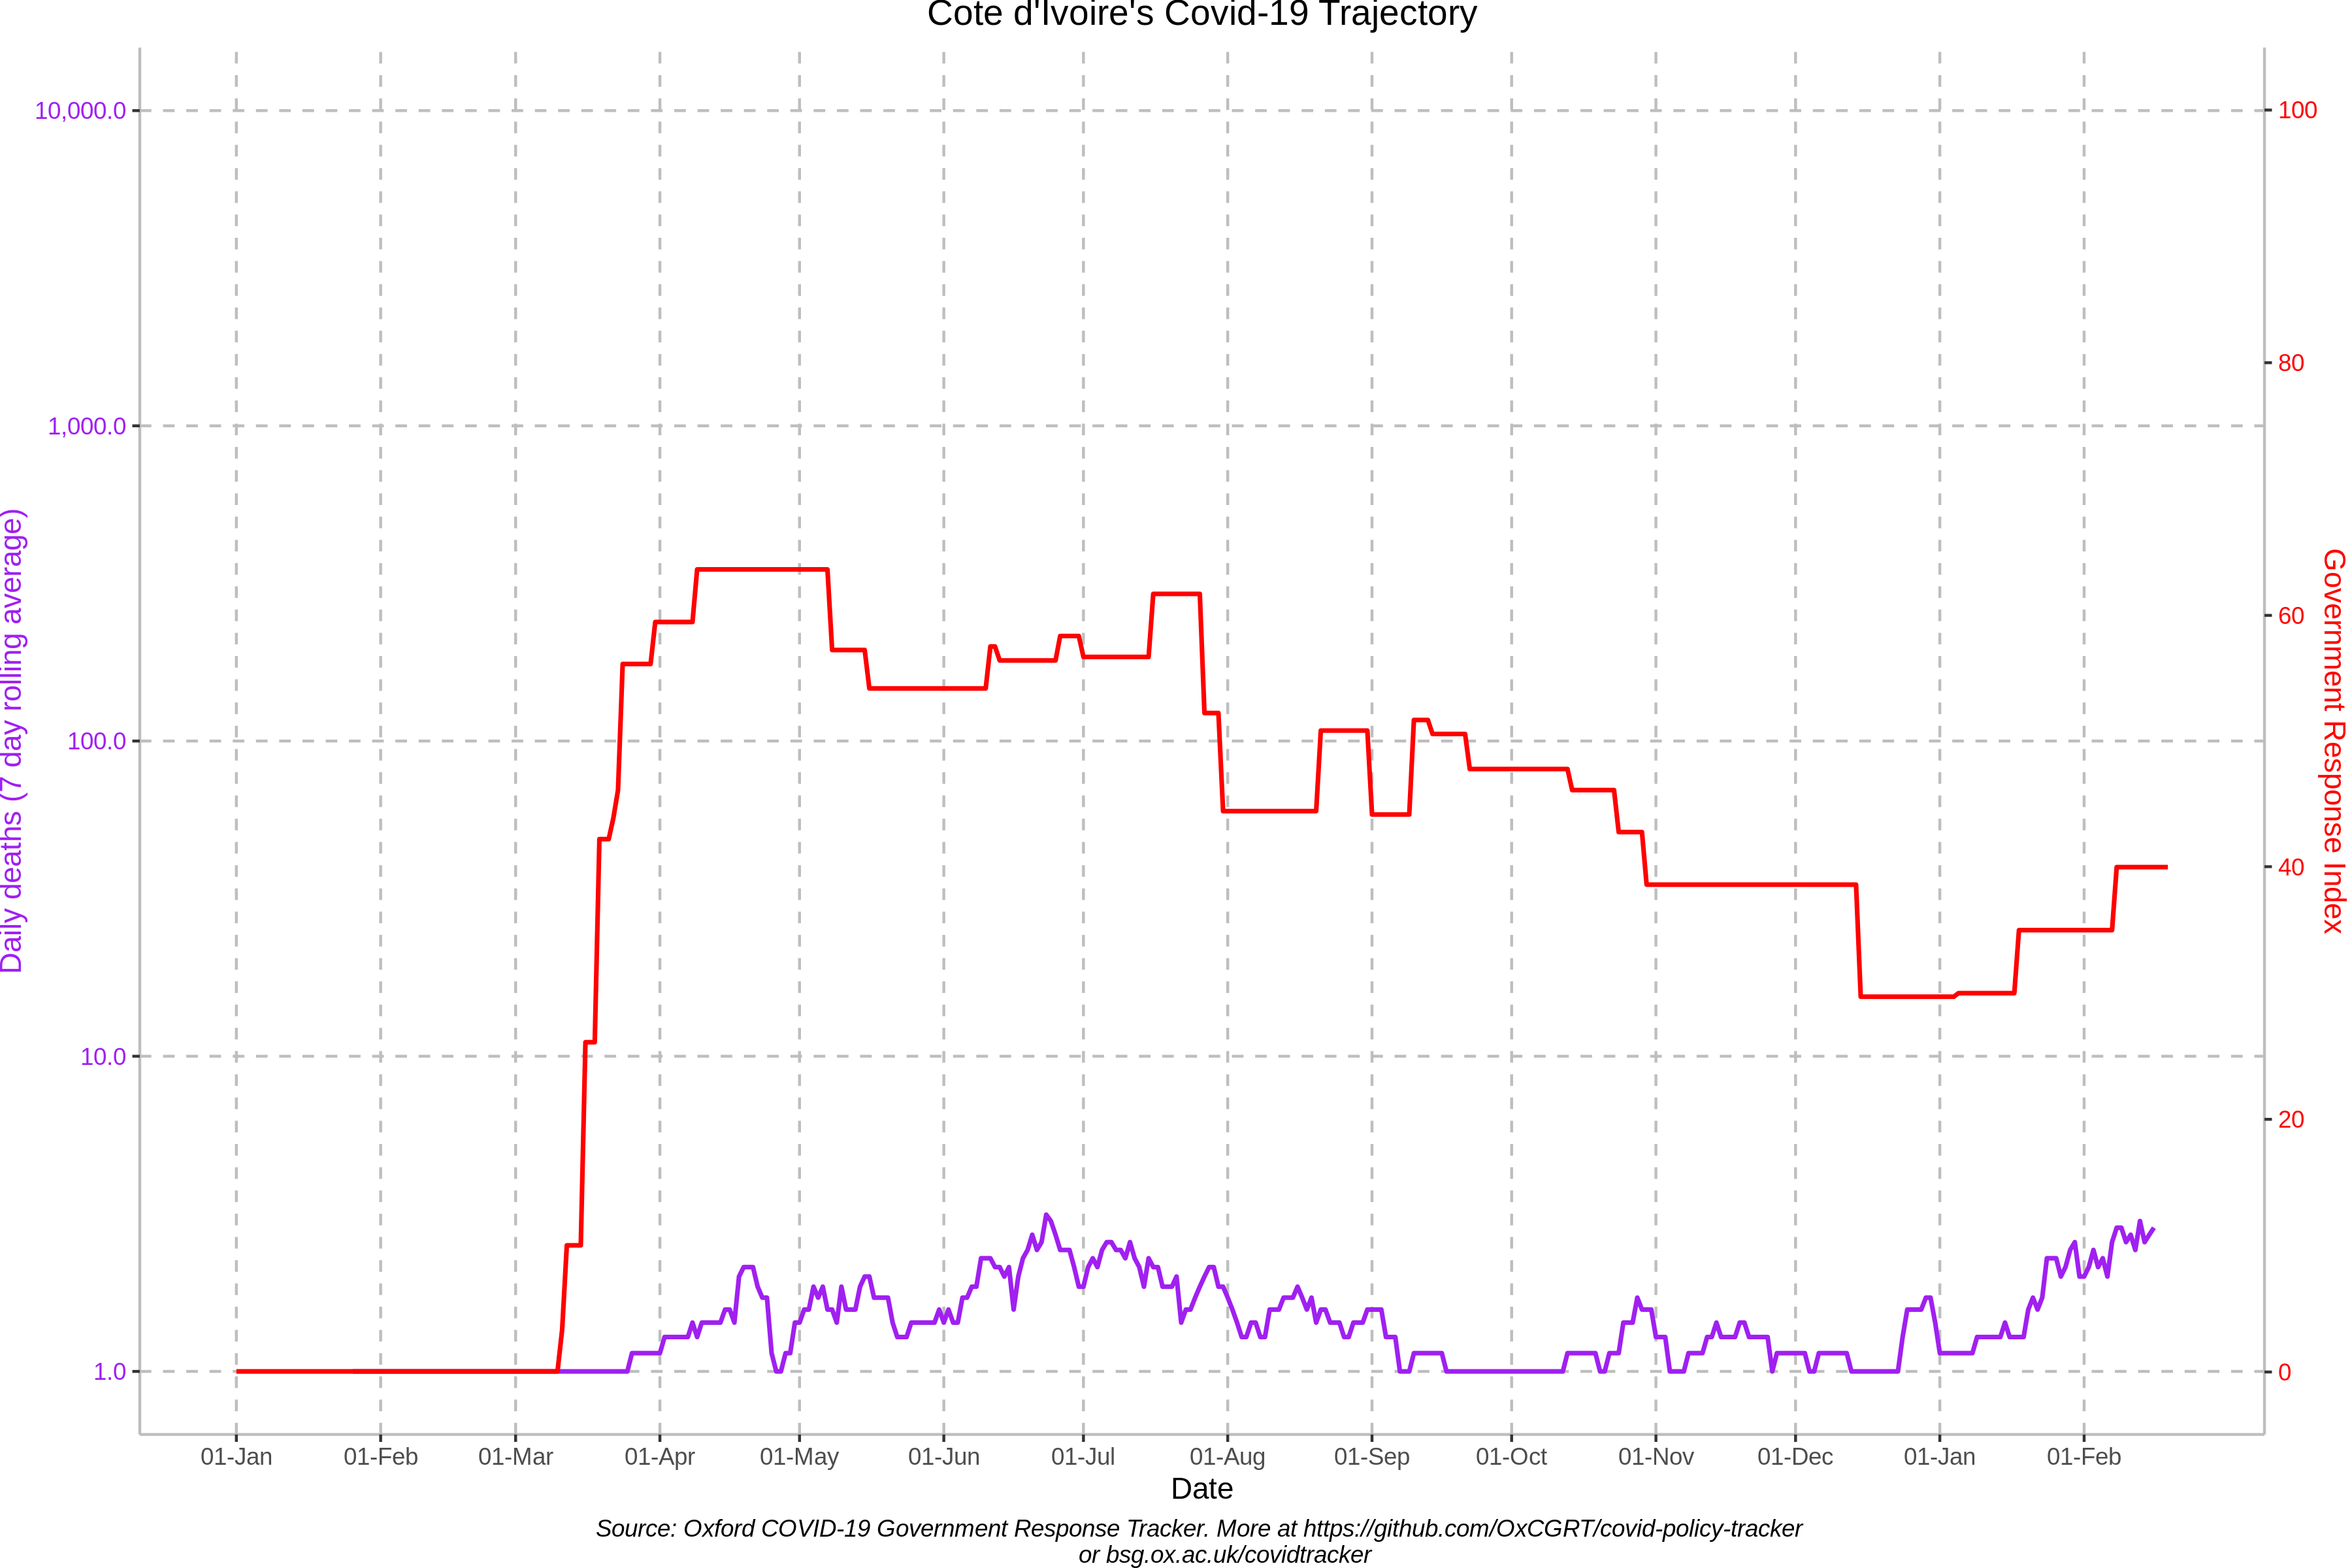 Cote d'Ivoire's Covid-19 Trajectory
10,000.0
1,000.0
100.0
10.0
1.0
Daily deaths (7 day rolling average)
100
80
60
40
20
0
Government Response Index
01-Jan 01-Feb 01-Mar 01-Apr 01-May 01-Jun 01-Jul 01-Aug 01-Sep 01-Oct 01-Nov 01-Dec 01-Jan 01-Feb
Date
Source: Oxford COVID-19 Government Response Tracker. More at https://github.com/OxCGRT/covid-policy-tracker
or bsg.ox.ac.uk/covidtracker